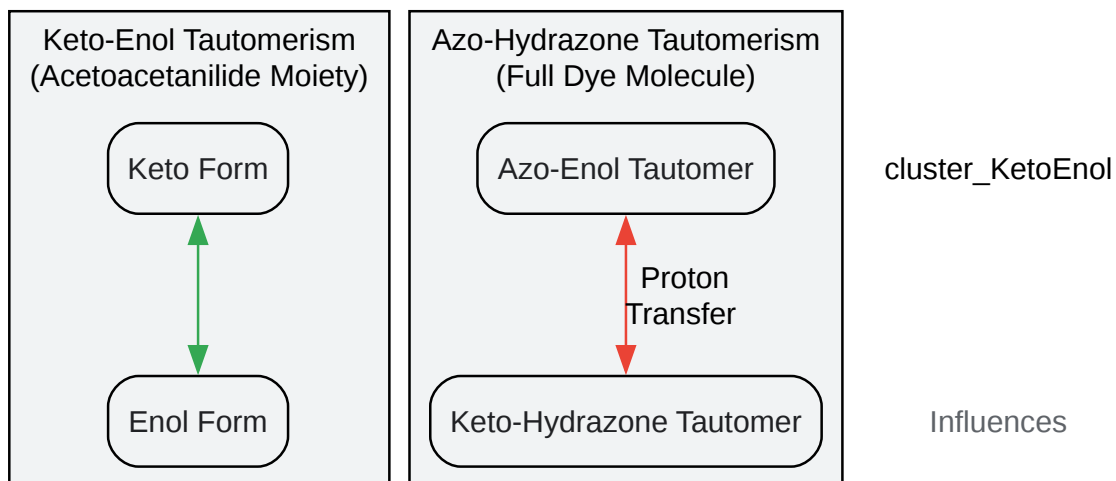 Keto-Enol Tautomerism
(Acetoacetanilide Moiety)
Keto Form
Enol Form
Azo-Hydrazone Tautomerism
(Full Dye Molecule)
Azo-Enol Tautomer
Proton
Transfer
Keto-Hydrazone Tautomer
cluster_KetoEnol
Influences